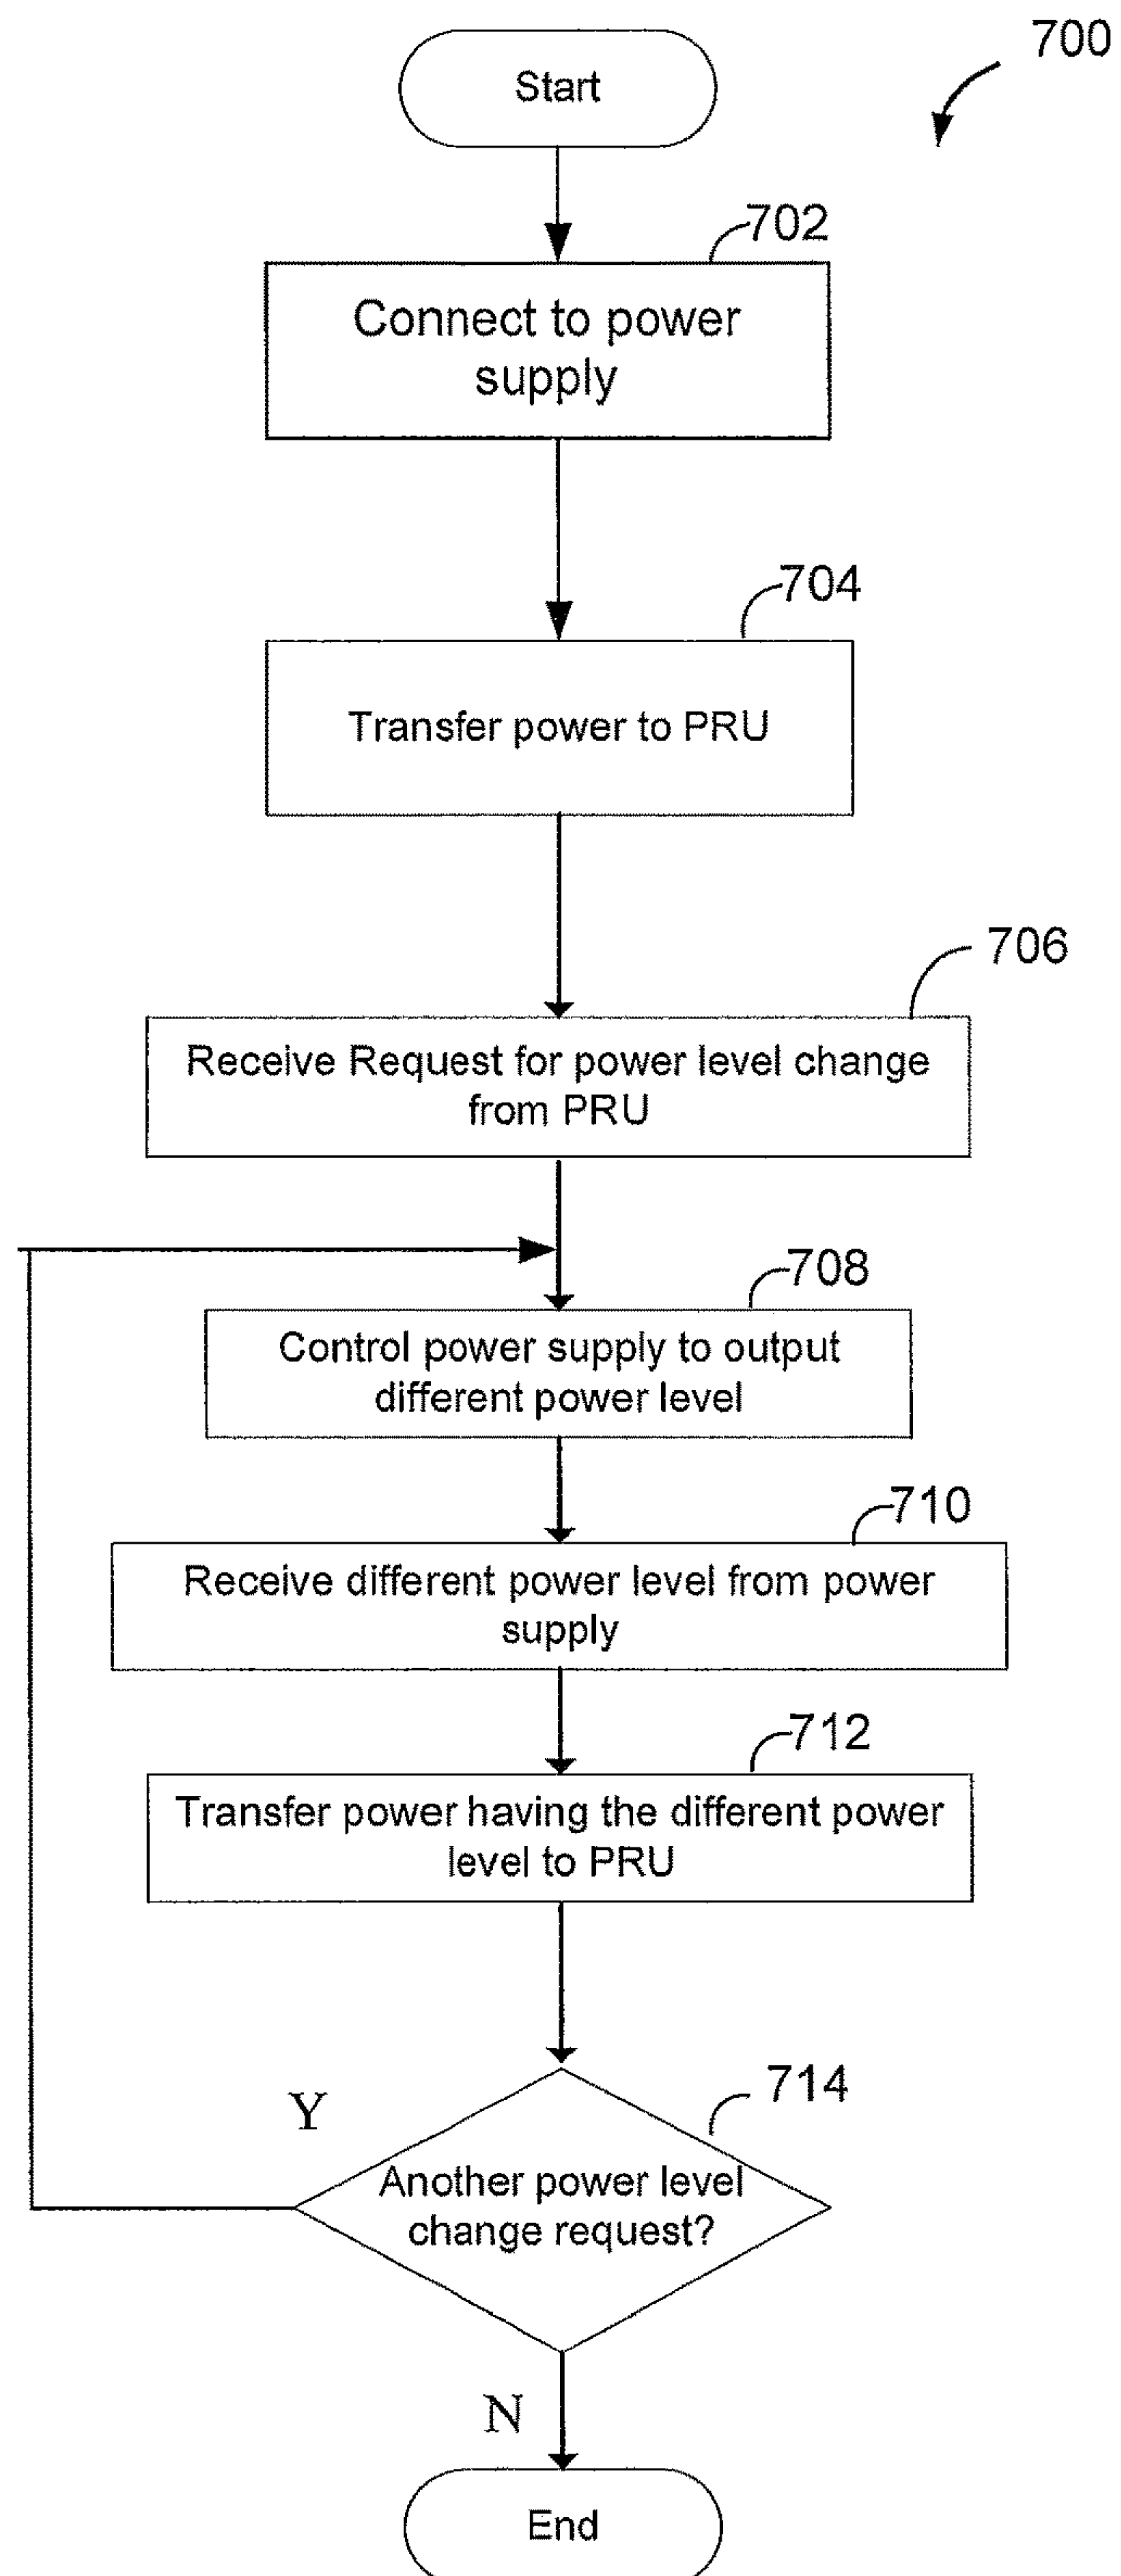 700
Start
702
Connect to power
supply
704
Transfer power to PRU
706
Receive Request for power level change
from PRU
708
Control power supply to output
different power level
710
Receive different power level from power
supply
712
Transfer power having the different power
level to PRU
714
Y
Another power level
change request?
N
End